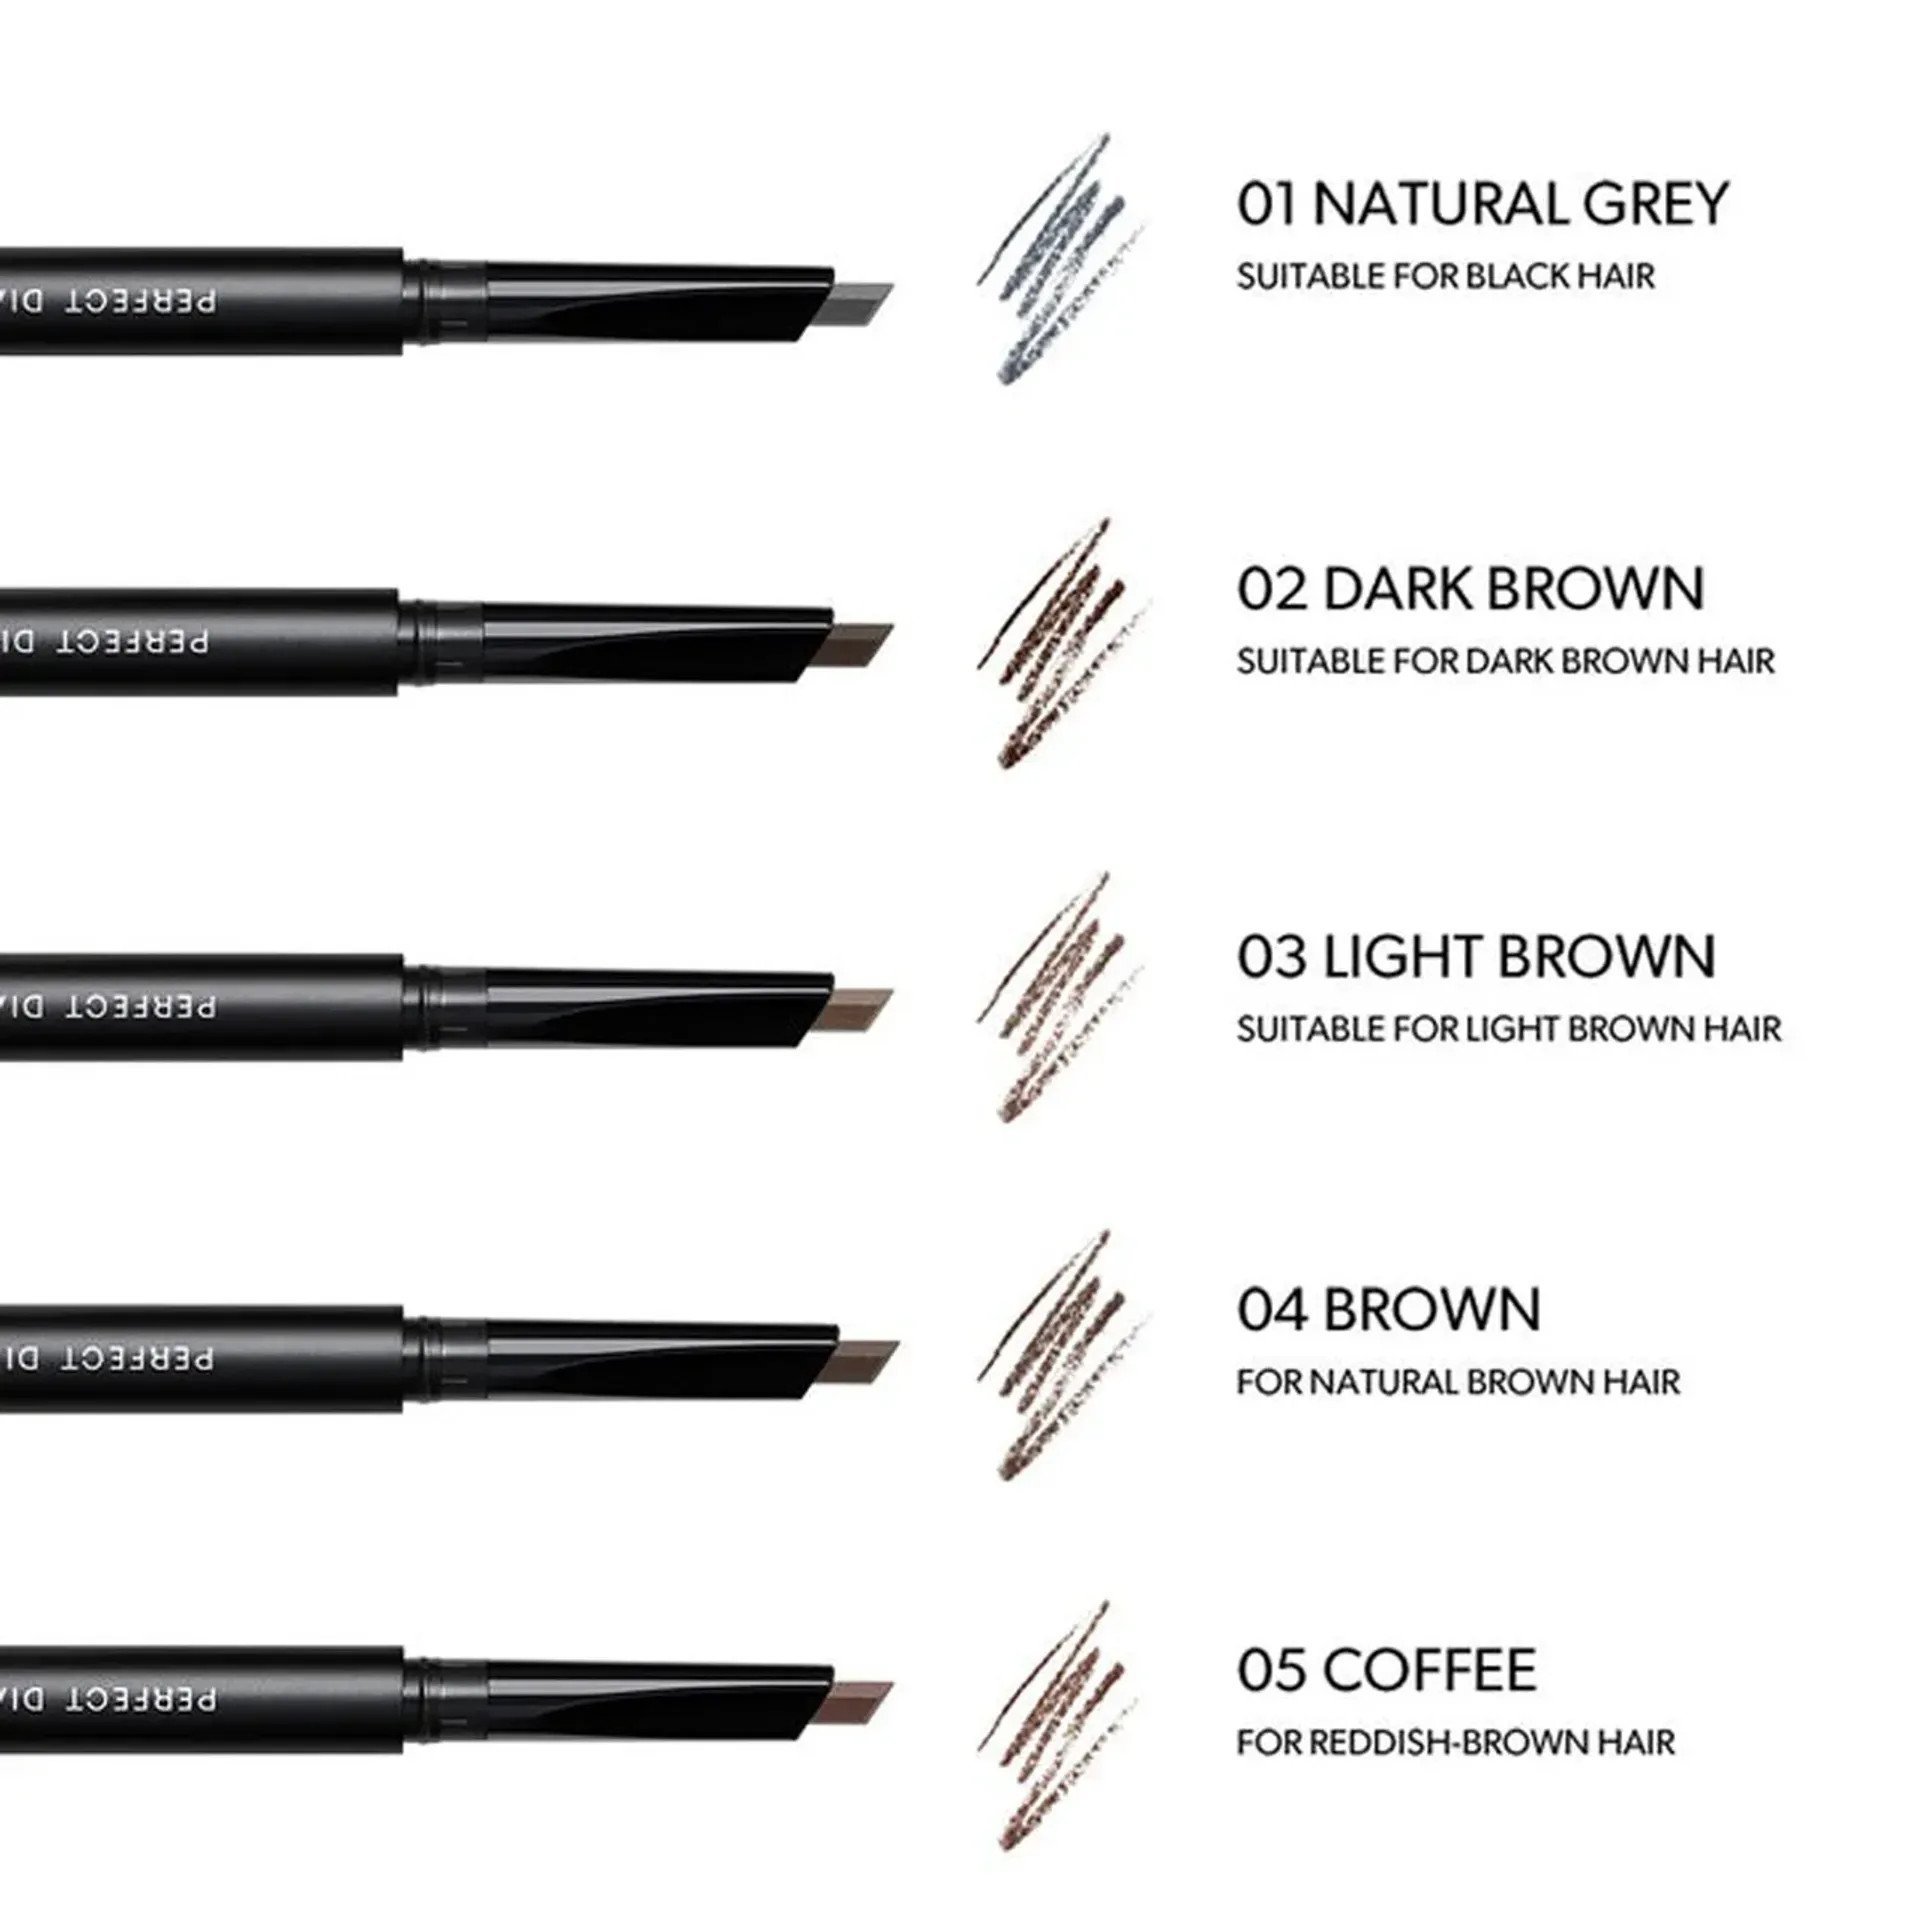 PERFECT DIA
01 NATURAL GREY
SUITABLE FOR BLACK HAIR
PERFECT DI
02 DARK BROWN
SUITABLE FOR DARK BROWN HAIR
PERFECT DIA
03 LIGHT BROWN
SUITABLE FOR LIGHT BROWN HAIR
PERFECT DI
04 BROWN
FOR NATURAL BROWN HAIR
PERFECT DIA
05 COFFEE
FOR REDDISH-BROWN HAIR